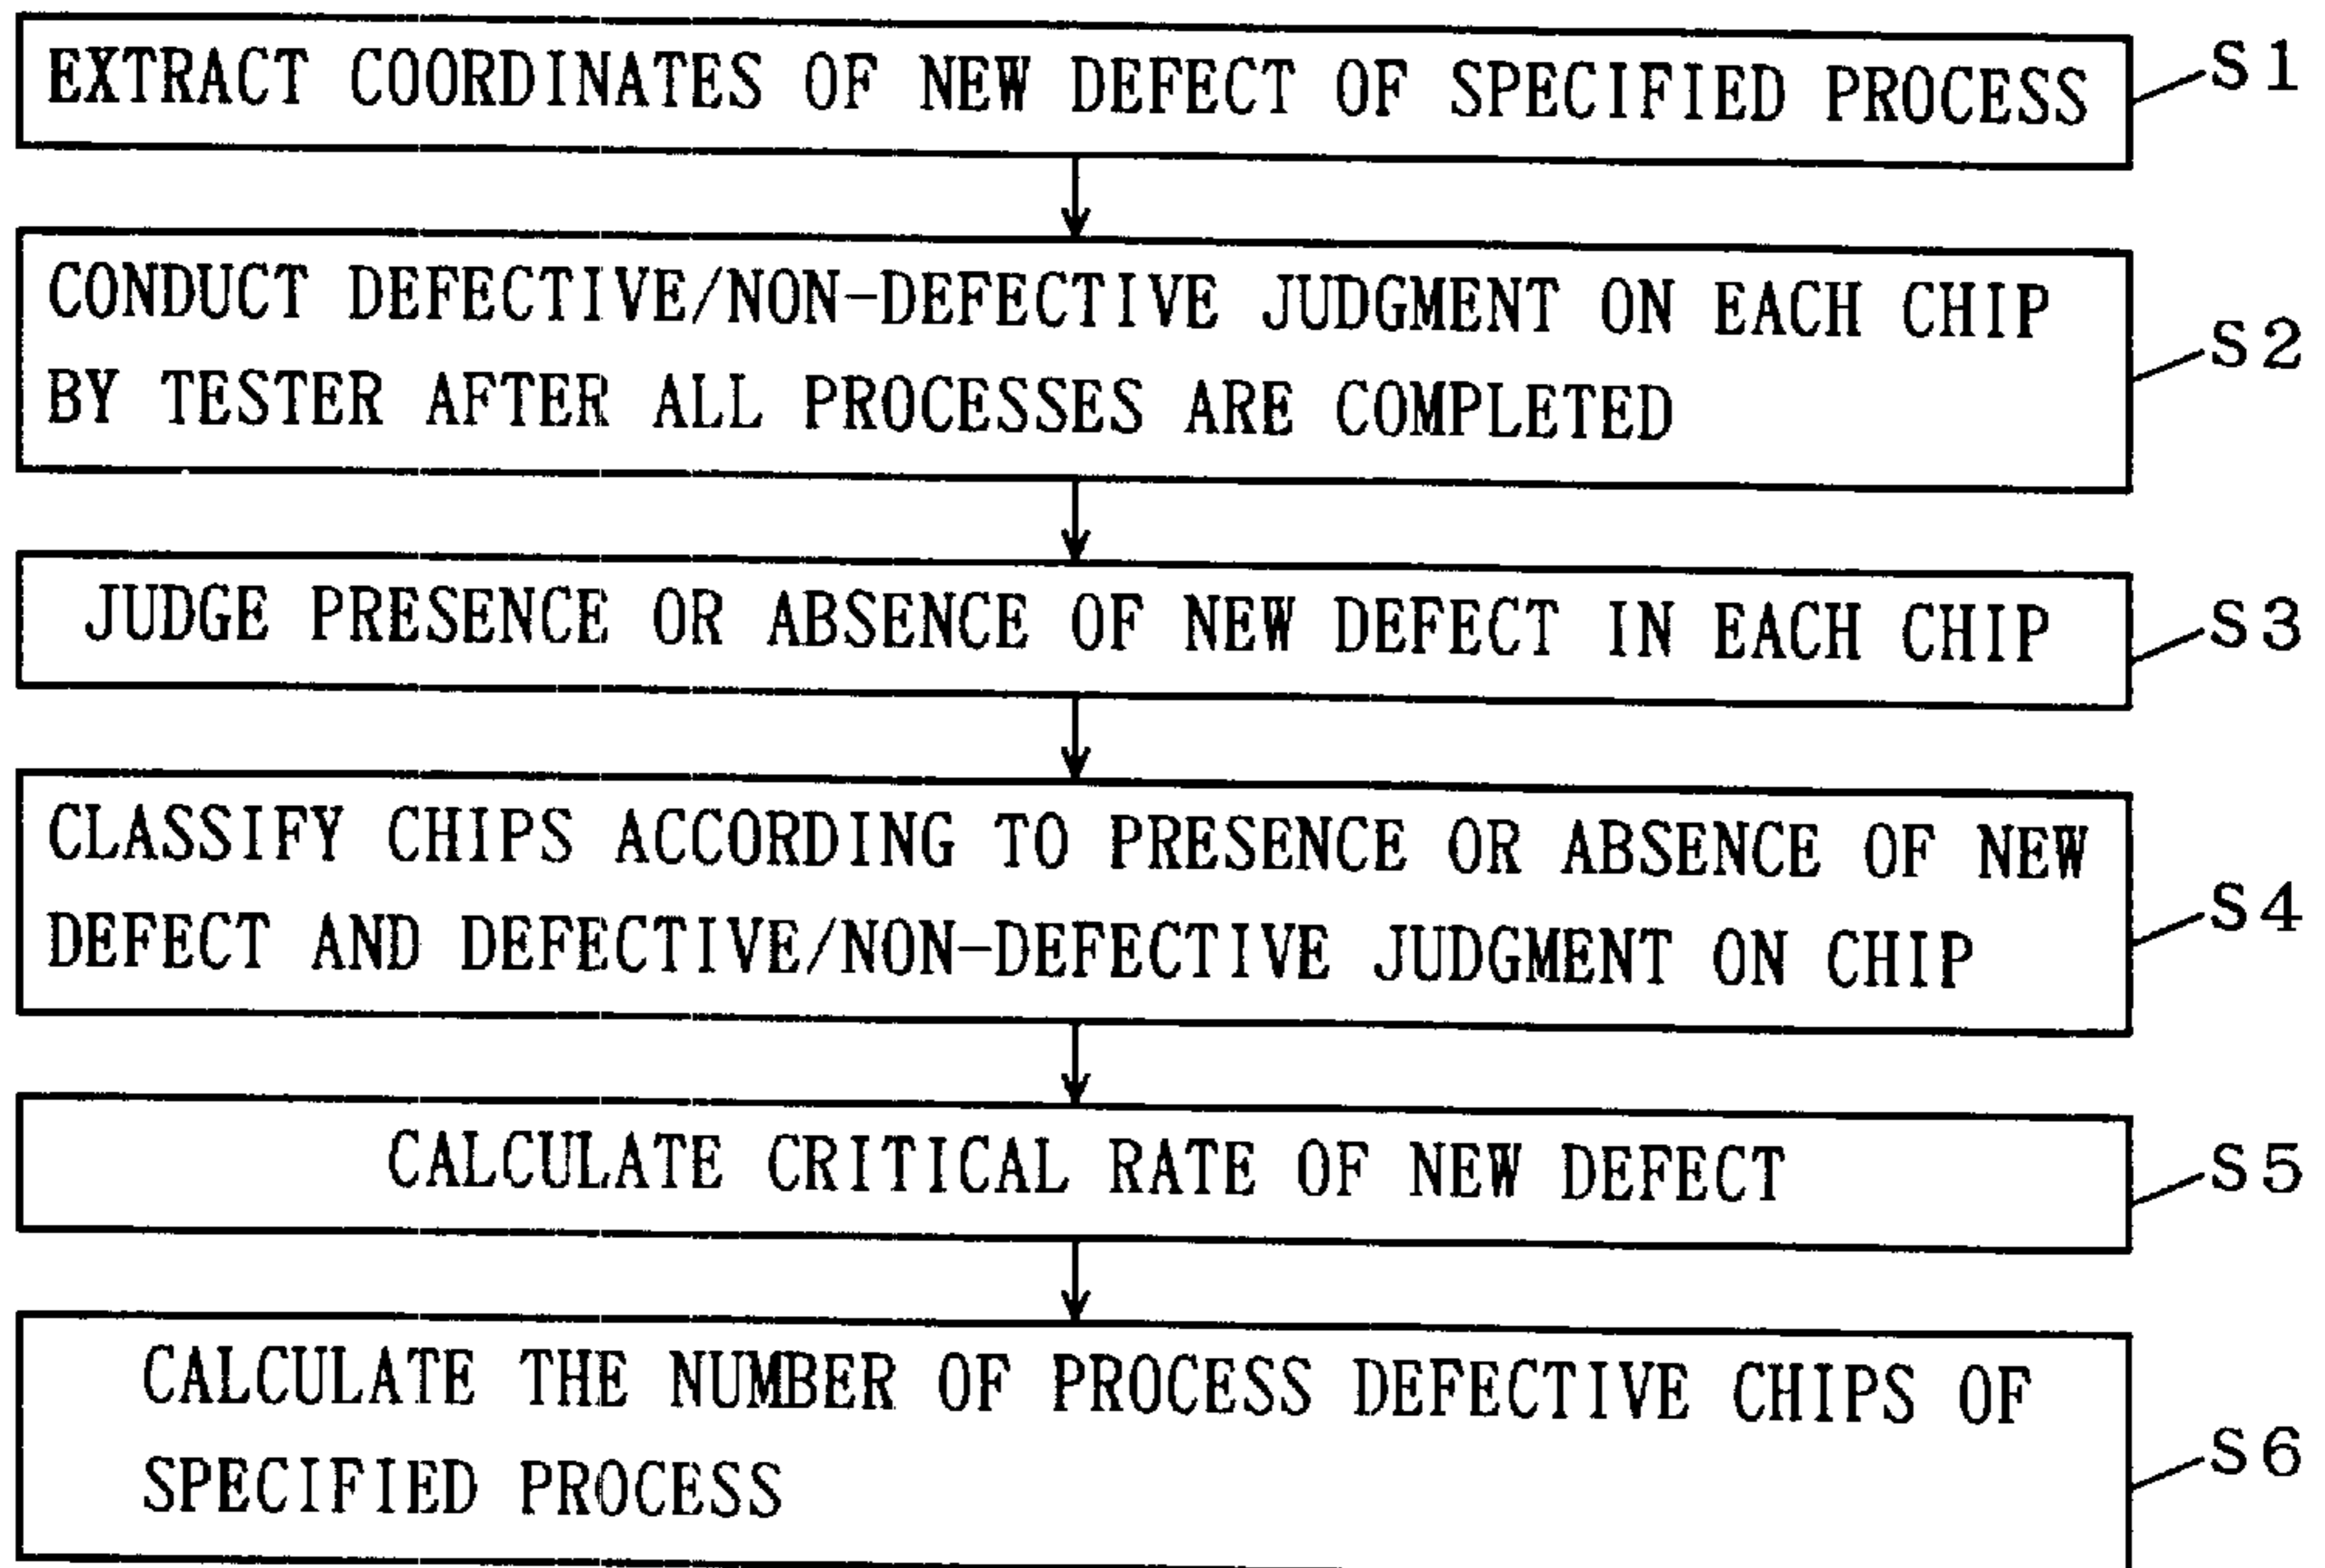 EXTRACT COORDINATES OF NEW DEFECT OF SPECIFIED PROCESS
S1
CONDUCT DEFECTIVE/NON-DEFECTIVE JUDGMENT ON EACH CHIP
BY TESTER AFTER ALL PROCESSES ARE COMPLETED
S2
JUDGE PRESENCE OR ABSENCE OF NEW DEFECT IN EACH CHIP
S3
CLASSIFY CHIPS ACCORDING TO PRESENCE OR ABSENCE OF NEW
DEFECT AND DEFECTIVE/NON-DEFECTIVE JUDGMENT ON CHIP
S4
CALCULATE CRITICAL RATE OF NEW DEFECT
S5
CALCULATE THE NUMBER OF PROCESS DEFECTIVE CHIPS OF
SPECIFIED PROCESS
S6